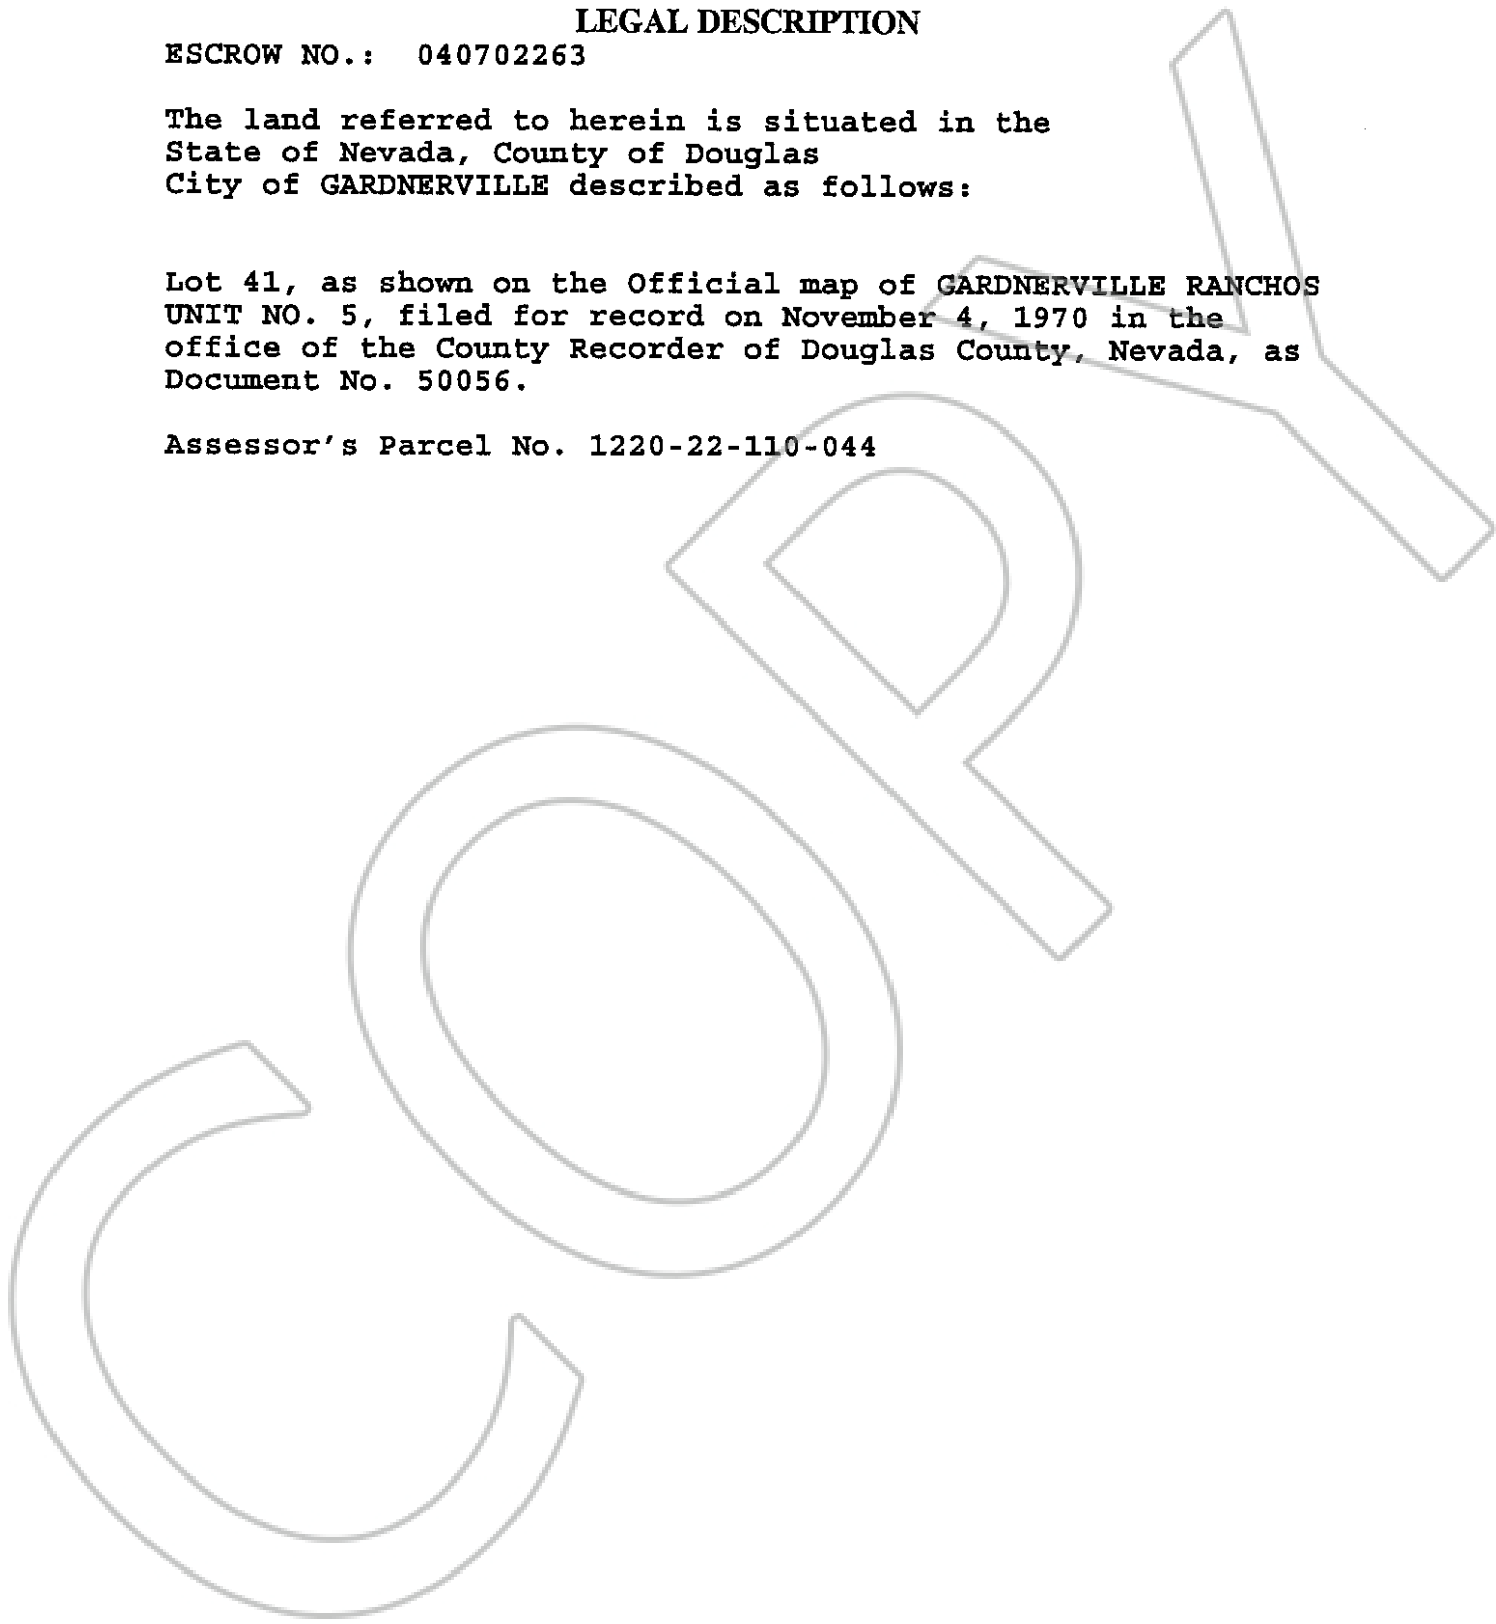 LEGAL DESCRIPTION
ESCROW NO.: 040702263
The land referred to herein is situated in the
State of Nevada, County of Douglas
City of GARDNERVILLE described as follows:
Lot 41, as shown on the Official map of GARDNERVILLE RANCHOS
UNIT NO. 5, filed for record on November 4, 1970 in the
office of the County Recorder of Douglas County, Nevada, as
Document No. 50056.
Assessor's Parcel No. 1220-22-110-044
COPY